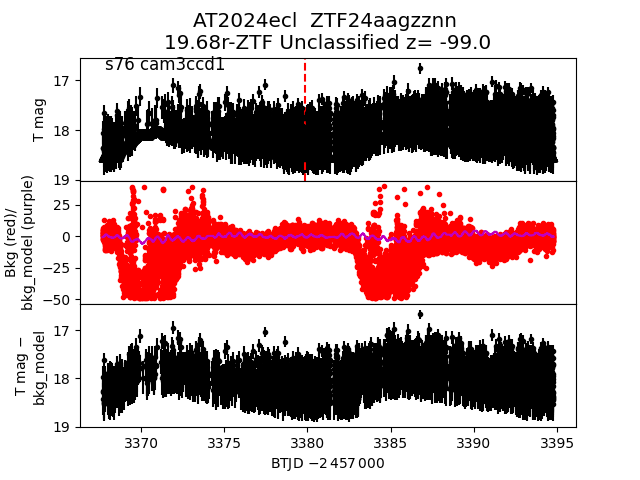 AT2024ecl  ZTF24aagzznn
19.68r-ZTF Unclassified z= -99.0
s76 cam3ccd1
T mag
17
18
19
Bkg (red)/
bkg_model (purple)
25
0
−25
−50
T mag −
bkg_model
17
18
19
3370 3375 3380 3385 3390 3395
BTJD −2 457 000